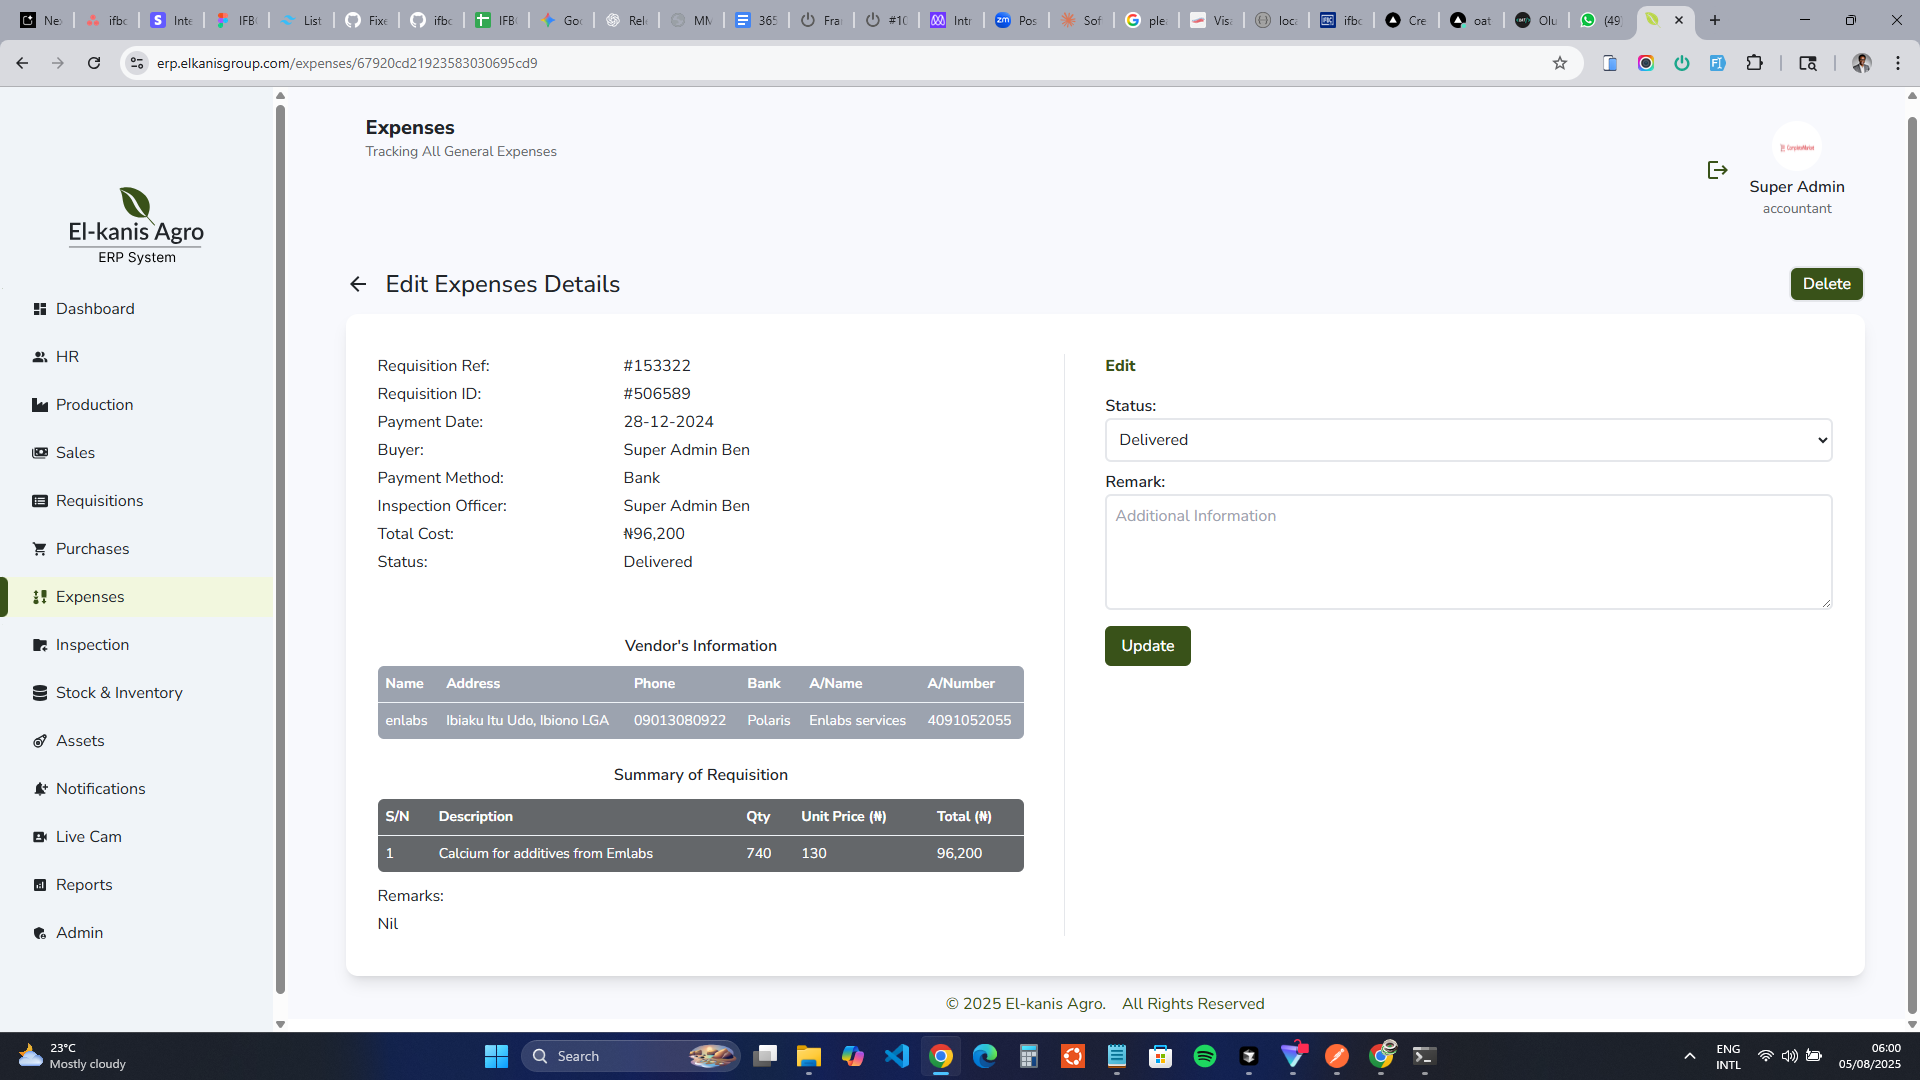 Nex
ifbc
Inte
IFBC
List
Fixe
ifbc
IFBC
Goo
Rele
MM
365
Fra
#10
Intr
Pos
Sof
ple
Visa
loca
ifbc
Cre
oat
Olu
(49)
erp.elkanisgroup.com/expenses/67920cd21923583030695cd9
El-kanis Agro
ERP System
Dashboard
HR
Production
Sales
Requisitions
Purchases
Expenses
Inspection
Stock & Inventory
Assets
Notifications
Live Cam
Reports
Admin
Expenses
Tracking All General Expenses
Super Admin
accountant
Edit Expenses Details
Delete
Requisition Ref: #153322
Requisition ID: #506589
Payment Date: 28-12-2024
Buyer: Super Admin Ben
Payment Method: Bank
Inspection Officer: Super Admin Ben
Total Cost: ₦96,200
Status: Delivered
Vendor's Information
Name Address Phone Bank A/Name A/Number
enlabs Ibiaku Itu Udo, Ibiono LGA 09013080922 Polaris Enlabs services 4091052055
Summary of Requisition
S/N Description Qty Unit Price (₦) Total (₦)
1 Calcium for additives from Emlabs 740 130 96,200
Remarks:
Nil
Edit
Status:
Delivered
Remark:
Additional Information
Update
© 2025 El-kanis Agro. All Rights Reserved
23°C
Mostly cloudy
Search
ENG
INTL
06:00
05/08/2025